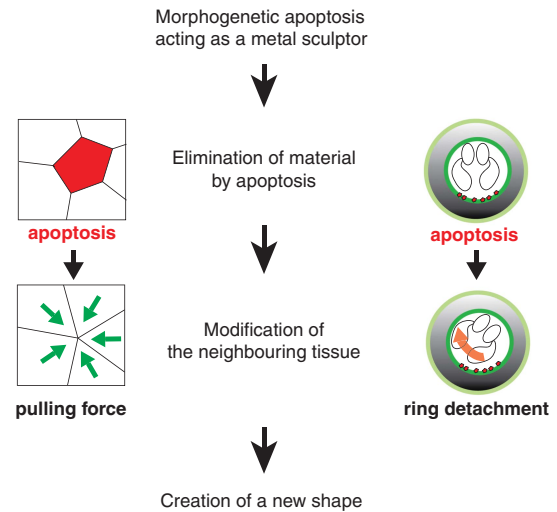 Morphogenetic apoptosis
acting as a metal sculptor
Elimination of material
by apoptosis
apoptosis
apoptosis
Modification of
the neighbouring tissue
pulling force
ring detachment
Creation of a new shape